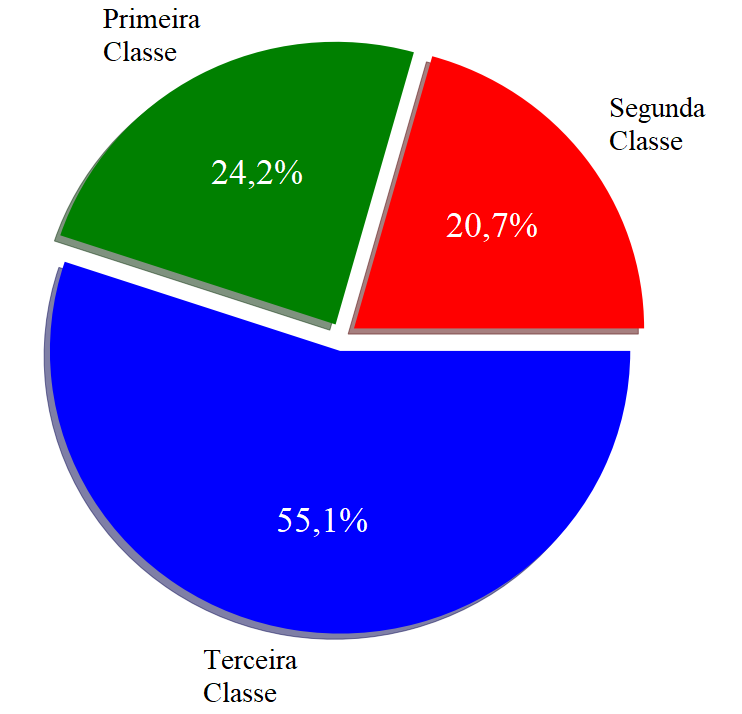 Primeira
Classe
Segunda
Classe
24,2%
20,7%
55,1%
Terceira
Classe